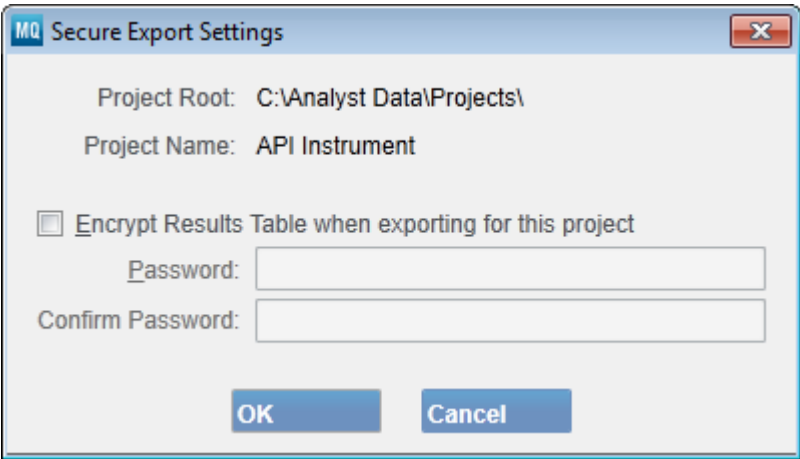 MQ Secure Export Settings
Project Root: C:\Analyst Data\Projects\
Project Name: API Instrument
Encrypt Results Table when exporting for this project
Password:
Confirm Password:
OK Cancel